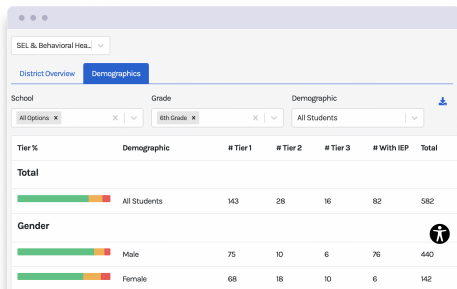 SEL & Behavioral Hea..
District Overview Demographics
School Grade Demographic
All Options × 6th Grade × All Students
Tier % Demographic # Tier 1 # Tier 2 # Tier 3 # With IEP Total
Total
All Students 143 28 16 82 582
Gender
Male 75 10 6 76 440
Female 68 18 10 6 142